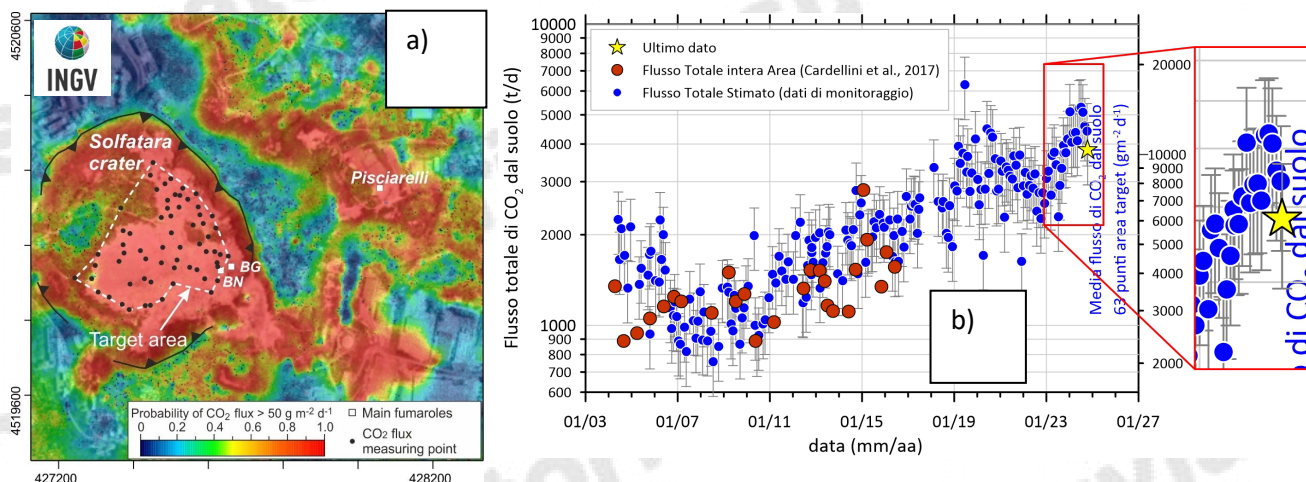 a)
INGV
4520600
4519600
427200
428200
Solfatara
crater
Pisciarelli
BG
BN
Target area
Probability of CO2 flux > 50 g m-2 d-1
0
0.2
0.4
0.6
0.8
1.0
Main fumaroles
CO2 flux
measuring point
b)
Flusso totale di CO2 dal suolo (t/d)
10000
9000
8000
7000
6000
5000
4000
3000
2000
1000
900
800
700
600
Ultimo dato
Flusso Totale intera Area (Cardellini et al., 2017)
Flusso Totale Stimato (dati di monitoraggio)
01/03
01/07
01/11
01/15
01/19
01/23
01/27
data (mm/aa)
Media flusso di CO2 dal suolo
63 punti area target (gm-2 d-1)
20000
10000
9000
8000
7000
6000
5000
4000
3000
2000
di CO
suolo